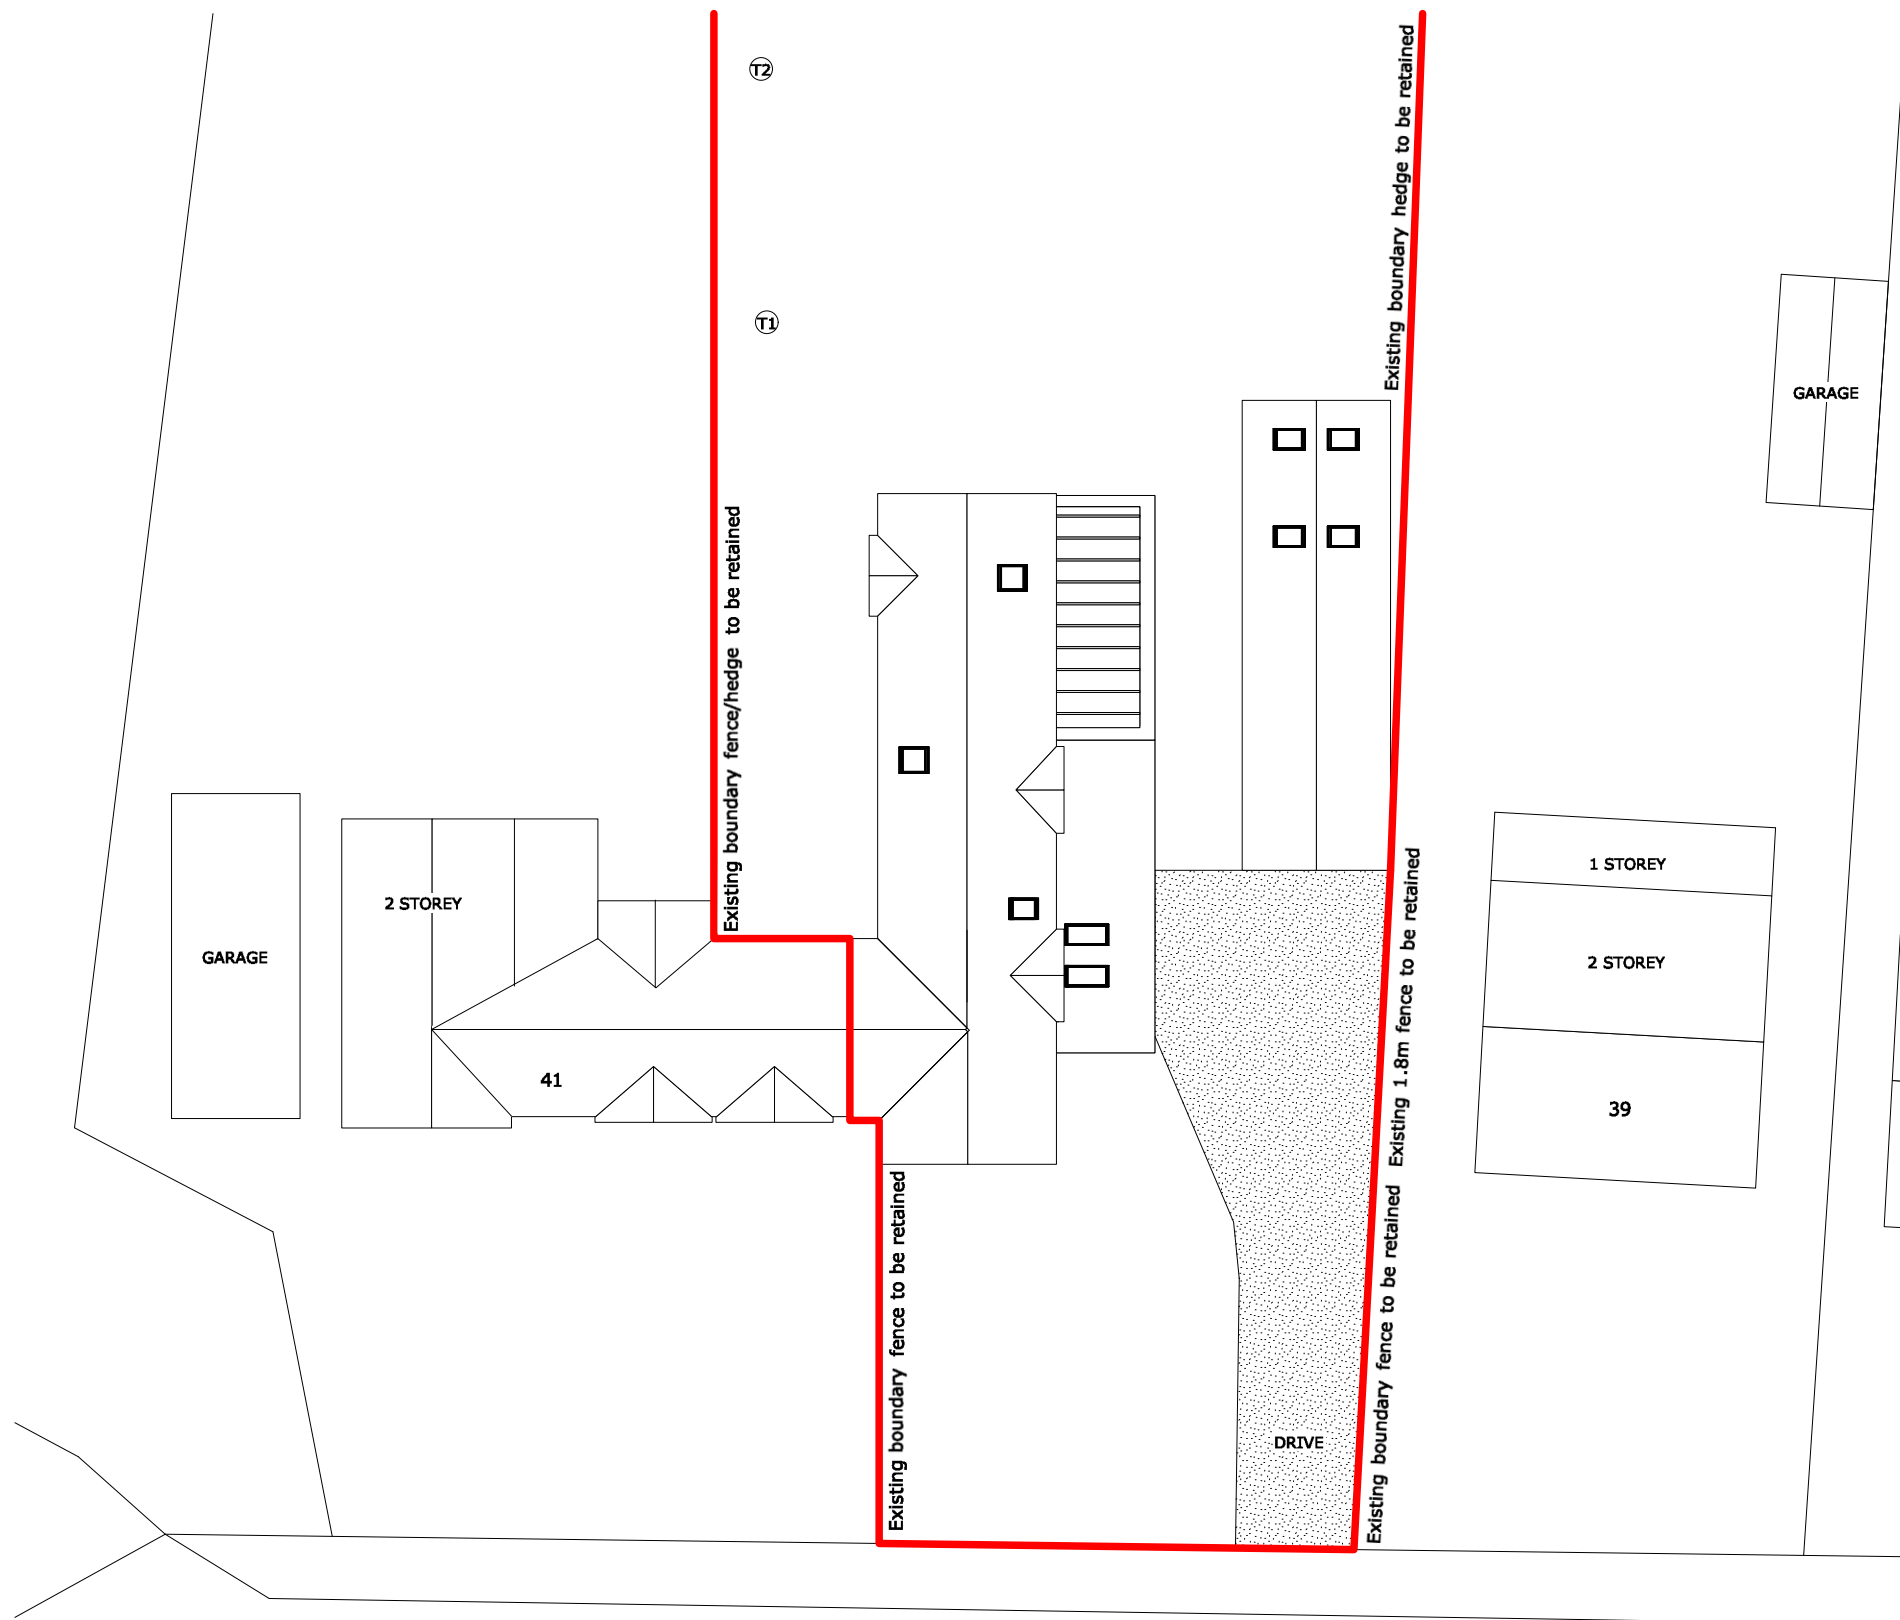 T2
Existing boundary hedge to be retained
T1
GARAGE
Existing boundary fence/hedge to be retained
1 STOREY
2 STOREY
2 STOREY
GARAGE
Existing 1.8m fence to be retained
41
39
Existing boundary fence to be retained
Existing boundary fence to be retained
DRIVE